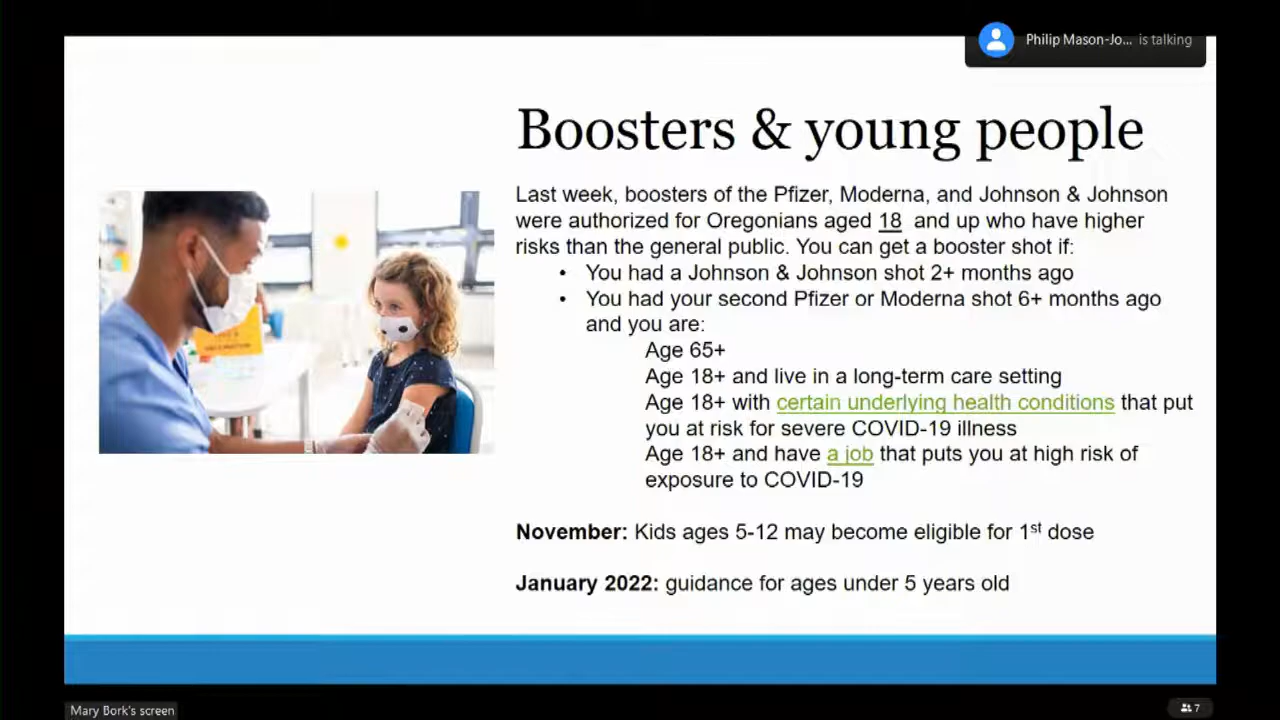 Philip Mason-Jo... is talking
Boosters & young people
Last week, boosters of the Pfizer, Moderna, and Johnson & Johnson
were authorized for Oregonians aged 18 and up who have higher
risks than the general public. You can get a booster shot if:
• You had a Johnson & Johnson shot 2+ months ago
• You had your second Pfizer or Moderna shot 6+ months ago
and you are:
Age 65+
Age 18+ and live in a long-term care setting
Age 18+ with certain underlying health conditions that put
you at risk for severe COVID-19 illness
Age 18+ and have a job that puts you at high risk of
exposure to COVID-19
November: Kids ages 5-12 may become eligible for 1st dose
January 2022: guidance for ages under 5 years old
Mary Bork's screen
7